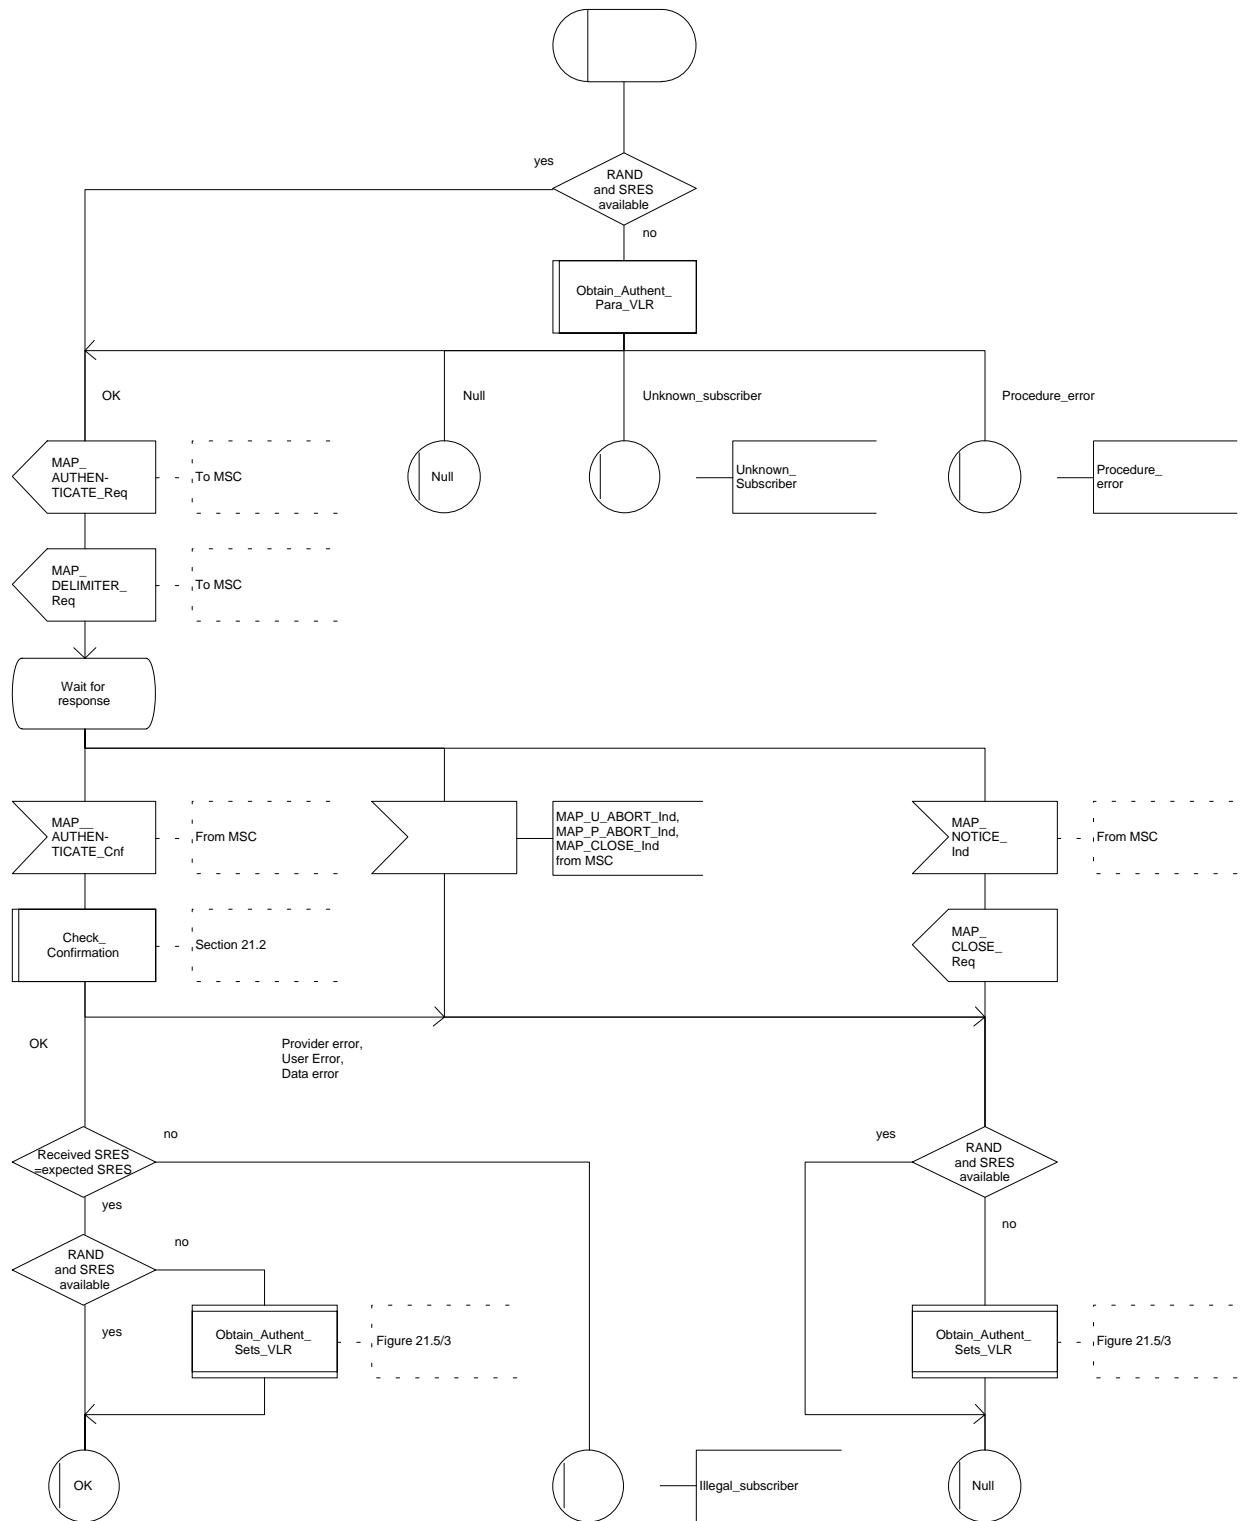 yes
RAND
and SRES
available
no
Obtain_Authent_
Para_VLR
OK
Null
Unknown_subscriber
Procedure_error
MAP_
AUTHEN-
TICATE_Req
To MSC
Null
Unknown_
Subscriber
Procedure_
error
MAP_
DELIMITER_
Req
To MSC
Wait for
response
MAP__
AUTHEN-
TICATE_Cnf
From MSC
MAP_U_ABORT_Ind,
MAP_P_ABORT_Ind,
MAP_CLOSE_Ind
from MSC
MAP_
NOTICE_
Ind
From MSC
Check_
Confirmation
Section 21.2
MAP_
CLOSE_
Req
OK
Provider error,
User Error,
Data error
Received SRES
=expected SRES
no
yes
yes
RAND
and SRES
available
no
RAND
and SRES
available
no
yes
Obtain_Authent_
Sets_VLR
Figure 21.5/3
Obtain_Authent_
Sets_VLR
Figure 21.5/3
OK
Illegal_subscriber
Null